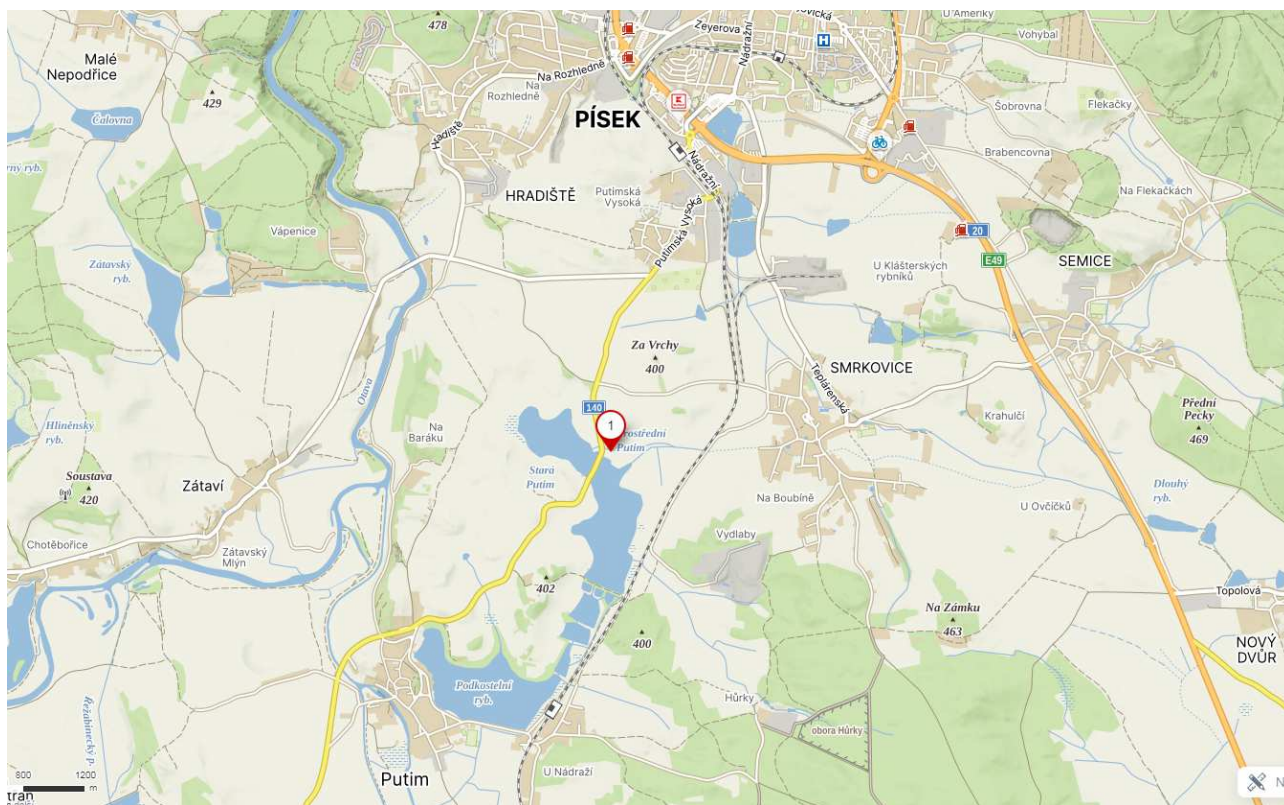 478
Zeyerova
Nádražní
U Ameriky
Vohybal
Malé
Nepodřice
Na Rozhledně
Na
Rozhledně
H
429
K
Čalovna
PÍSEK
Hradiště
Šobrovna
Flekačky
Brabencovna
Nádražní
HRADIŠTĚ
Putimská
Vysoká
Putimská Vysoká
Na Flekačkách
Vápenice
20
E49
SEMICE
Zátavský
ryb.
U Klášterských
rybníků
Otava
Za Vrchy
400
SMRKOVICE
Teplárenská
140
1
Prostřední
Putim
Na
Baráku
Krahulčí
Přední
Pecky
469
Hliněnský
ryb.
Soustava
420
Zátaví
Stará
Putim
Na Boubíně
U Ovčíčků
Dlouhý
ryb.
Chotěbořice
Zátavský
Mlýn
Vydlaby
402
Na Zámku
463
Topolová
400
NOVÝ
DVŮR
Podkostelní
ryb.
Řežabinecký p.
Hůrky
obora Hůrky
800
1200
m
U Nádraží
Putim
N